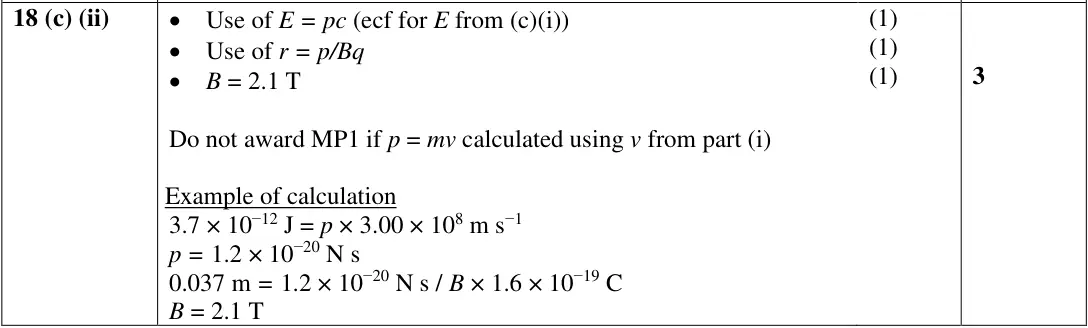 18 (c) (ii)
• Use of E = pc (ecf for E from (c)(i)) (1)
• Use of r = p/Bq (1)
• B = 2.1 T (1) 3
Do not award MP1 if p = mv calculated using v from part (i)
Example of calculation
3.7 × 10⁻¹² J = p × 3.00 × 10⁸ m s⁻¹
p = 1.2 × 10⁻²⁰ N s
0.037 m = 1.2 × 10⁻²⁰ N s / B × 1.6 × 10⁻¹⁹ C
B = 2.1 T